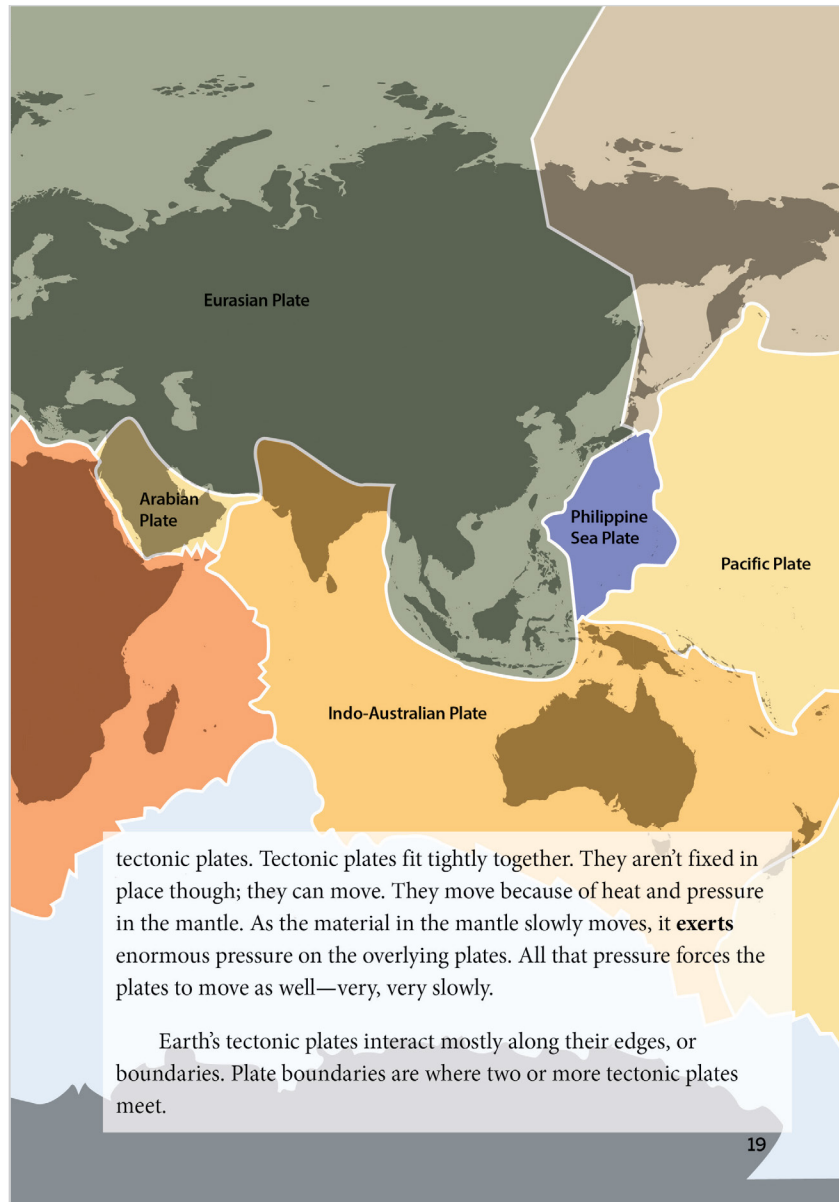 Eurasian Plate
Arabian
Plate
Philippine
Sea Plate
Pacific Plate
Indo-Australian Plate
tectonic plates. Tectonic plates fit tightly together. They aren’t fixed in
place though; they can move. They move because of heat and pressure
in the mantle. As the material in the mantle slowly moves, it exerts
enormous pressure on the overlying plates. All that pressure forces the
plates to move as well—very, very slowly.
Earth’s tectonic plates interact mostly along their edges, or
boundaries. Plate boundaries are where two or more tectonic plates
meet.
19